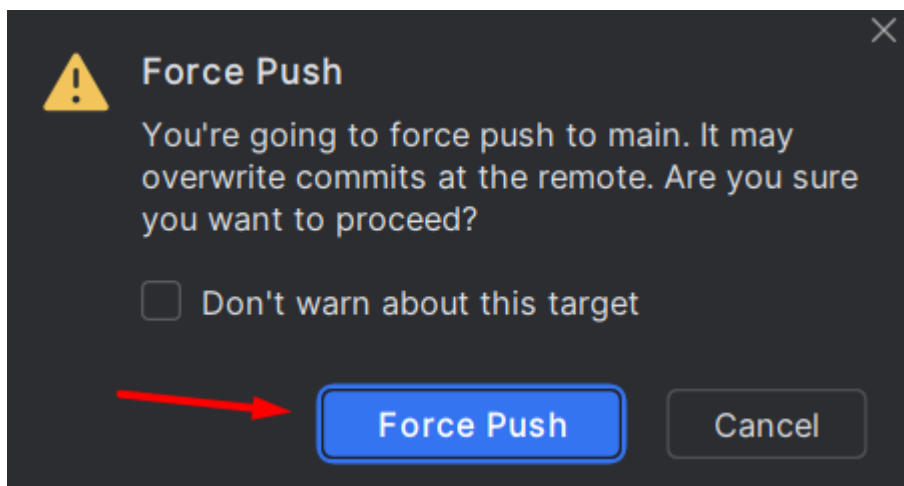 Force Push
You're going to force push to main. It may
overwrite commits at the remote. Are you sure
you want to proceed?
Don't warn about this target
Force Push
Cancel